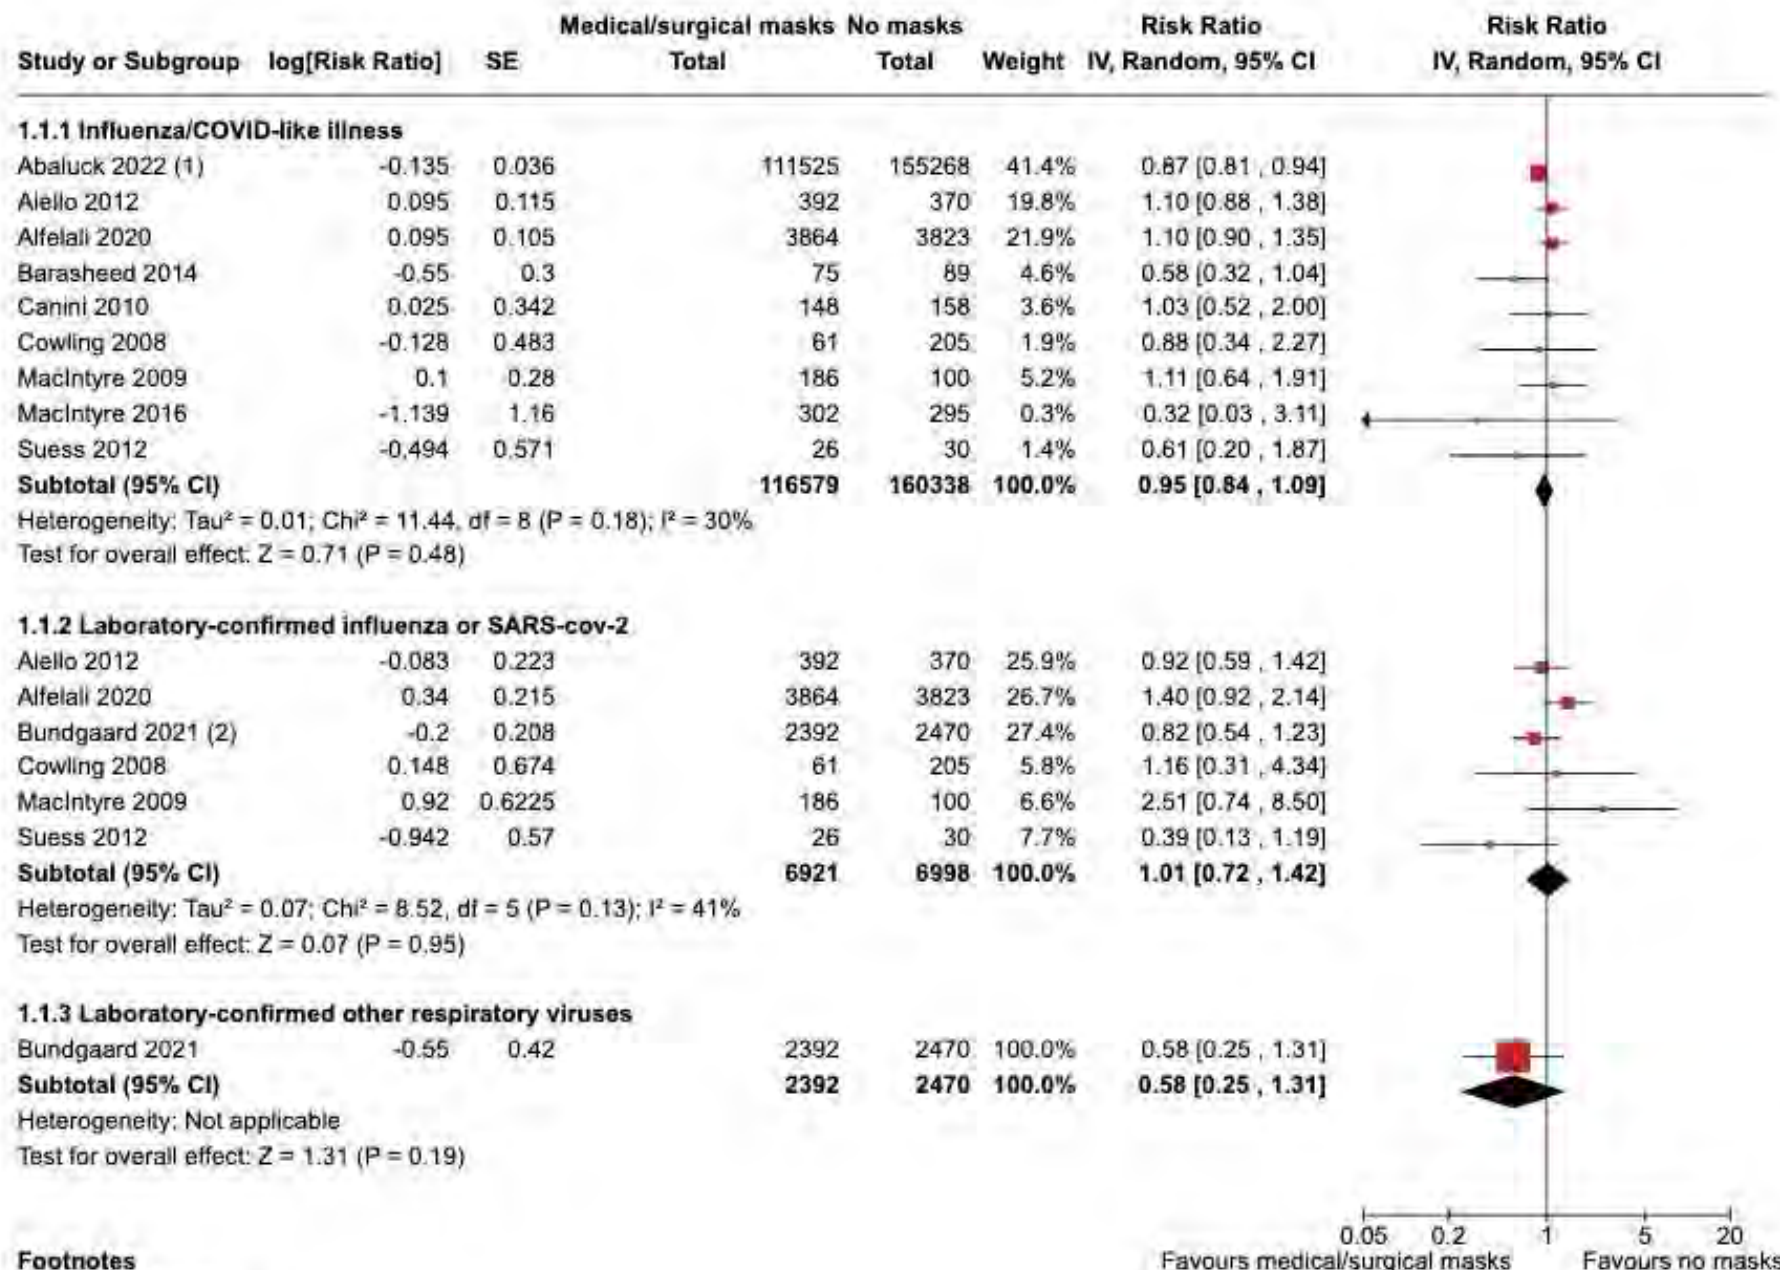 Medical/surgical masks No masks Risk Ratio Risk Ratio
Study or Subgroup log[Risk Ratio] SE Total Total Weight IV, Random, 95% CI IV, Random, 95% CI
1.1.1 Influenza/COVID-like illness
Abaluck 2022 (1) -0.135 0.036 111525 155268 41.4% 0.87 [0.81 , 0.94]
Aiello 2012 0.095 0.115 392 370 19.8% 1.10 [0.88 , 1.38]
Alfelali 2020 0.095 0.105 3864 3823 21.9% 1.10 [0.90 , 1.35]
Barasheed 2014 -0.55 0.3 75 89 4.6% 0.58 [0.32 , 1.04]
Canini 2010 0.025 0.342 148 158 3.6% 1.03 [0.52 , 2.00]
Cowling 2008 -0.128 0.483 61 205 1.9% 0.88 [0.34 , 2.27]
MacIntyre 2009 0.1 0.28 186 100 5.2% 1.11 [0.64 , 1.91]
MacIntyre 2016 -1.139 1.16 302 295 0.3% 0.32 [0.03 , 3.11]
Suess 2012 -0.494 0.571 26 30 1.4% 0.61 [0.20 , 1.87]
Subtotal (95% CI) 116579 160338 100.0% 0.95 [0.84 , 1.09]
Heterogeneity: Tau² = 0.01; Chi² = 11.44, df = 8 (P = 0.18); I² = 30%
Test for overall effect: Z = 0.71 (P = 0.48)
1.1.2 Laboratory-confirmed influenza or SARS-cov-2
Aiello 2012 -0.083 0.223 392 370 25.9% 0.92 [0.59 , 1.42]
Alfelali 2020 0.34 0.215 3864 3823 26.7% 1.40 [0.92 , 2.14]
Bundgaard 2021 (2) -0.2 0.208 2392 2470 27.4% 0.82 [0.54 , 1.23]
Cowling 2008 0.148 0.674 61 205 5.8% 1.16 [0.31 , 4.34]
MacIntyre 2009 0.92 0.6225 186 100 6.6% 2.51 [0.74 , 8.50]
Suess 2012 -0.942 0.57 26 30 7.7% 0.39 [0.13 , 1.19]
Subtotal (95% CI) 6921 6998 100.0% 1.01 [0.72 , 1.42]
Heterogeneity: Tau² = 0.07; Chi² = 8.52, df = 5 (P = 0.13); I² = 41%
Test for overall effect: Z = 0.07 (P = 0.95)
1.1.3 Laboratory-confirmed other respiratory viruses
Bundgaard 2021 -0.55 0.42 2392 2470 100.0% 0.58 [0.25 , 1.31]
Subtotal (95% CI) 2392 2470 100.0% 0.58 [0.25 , 1.31]
Heterogeneity: Not applicable
Test for overall effect: Z = 1.31 (P = 0.19)
0.05 0.2 1 5 20
Footnotes Favours medical/surgical masks Favours no masks